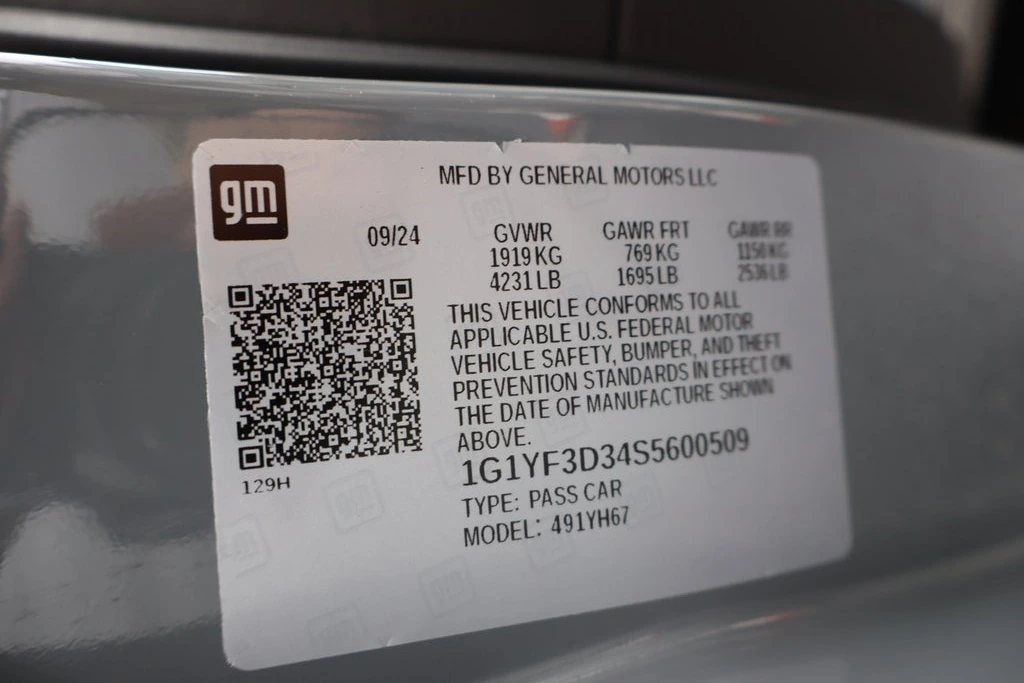 gm
MFD BY GENERAL MOTORS LLC
09/24
GVWR GAWR FRT GAWR RR
1919 KG 769 KG 1150 KG
4231 LB 1695 LB 2536 LB
THIS VEHICLE CONFORMS TO ALL
APPLICABLE U.S. FEDERAL MOTOR
VEHICLE SAFETY, BUMPER, AND THEFT
PREVENTION STANDARDS IN EFFECT ON
THE DATE OF MANUFACTURE SHOWN
ABOVE.
129H
1G1YF3D34S5600509
TYPE: PASS CAR
MODEL: 491YH67